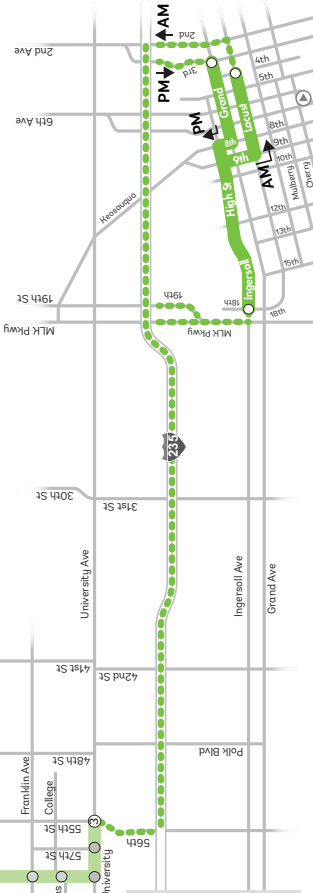 AM
2nd
2nd Ave
PM
3rd
4th
5th
Grand
Locust
6th Ave
PM
8th
8th
9th
9th
10th
AM
Mulberry
Cherry
High St
Keosauqua
12th
13th
15th
Ingersoll
19th St
19th
18th
18th
MLK Pkwy
MLK Pkwy
235
30th St
31st St
University Ave
Ingersoll Ave
Grand Ave
41st St
42nd St
48th St
Polk Blvd
Franklin Ave
College
3
55th St
56th
57th St
University